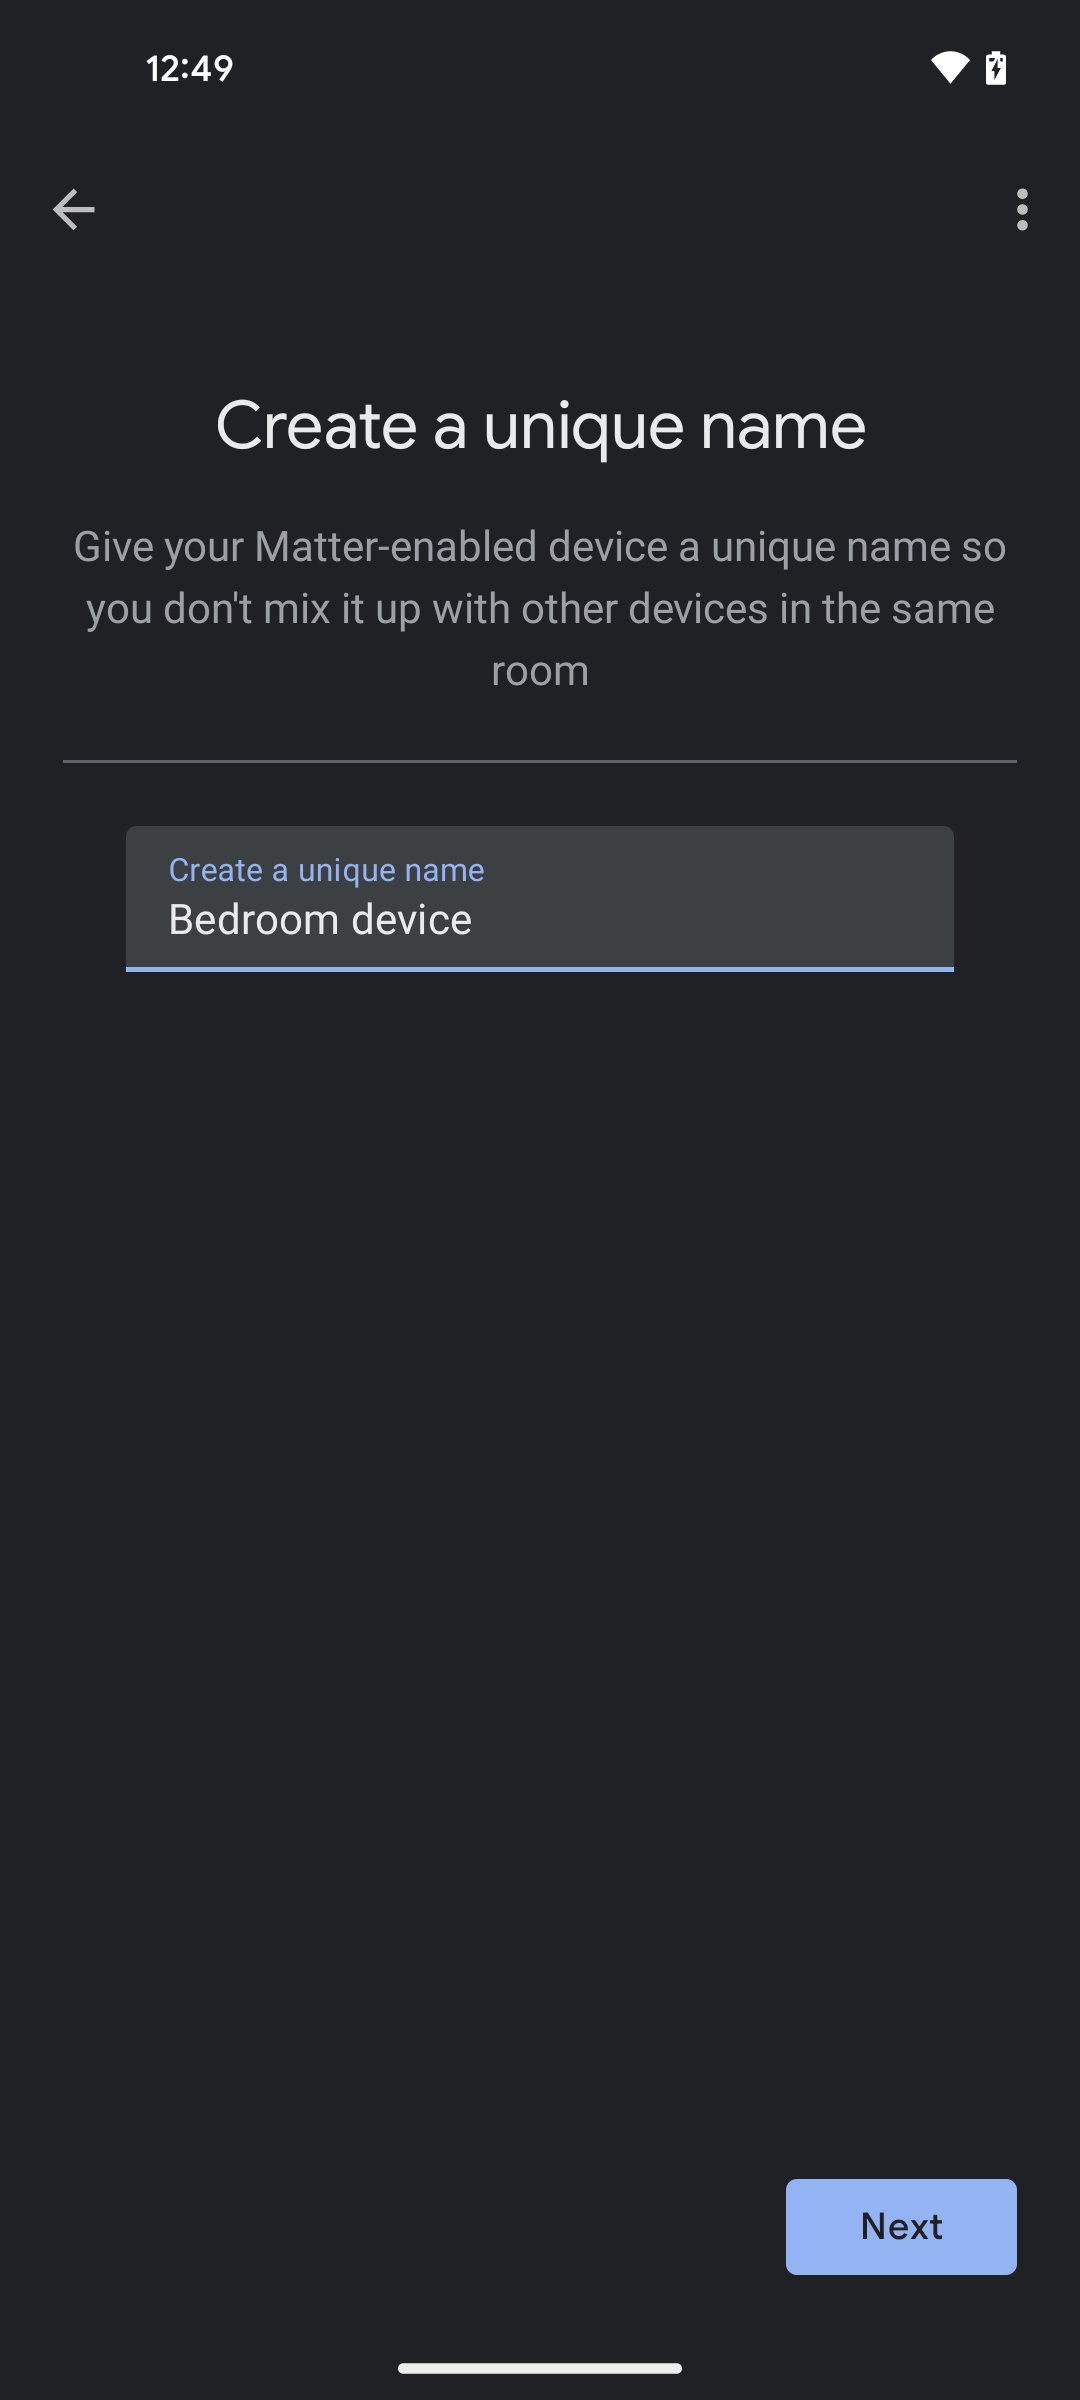 12:49
Create a unique name
Give your Matter-enabled device a unique name so
you don't mix it up with other devices in the same
room
Create a unique name
Bedroom device
Next